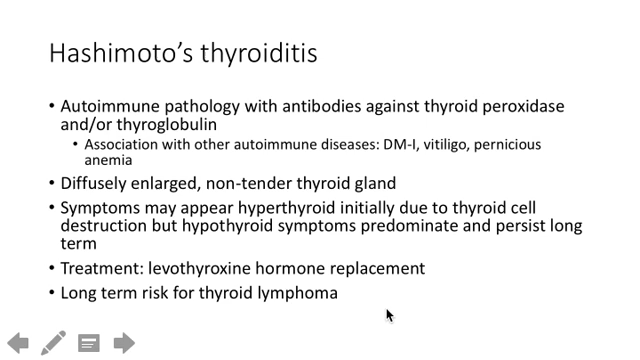 Hashimoto's thyroiditis
• Autoimmune pathology with antibodies against thyroid peroxidase
and/or thyroglobulin
• Association with other autoimmune diseases: DM-I, vitiligo, pernicious
anemia
• Diffusely enlarged, non-tender thyroid gland
• Symptoms may appear hyperthyroid initially due to thyroid cell
destruction but hypothyroid symptoms predominate and persist long
term
• Treatment: levothyroxine hormone replacement
• Long term risk for thyroid lymphoma